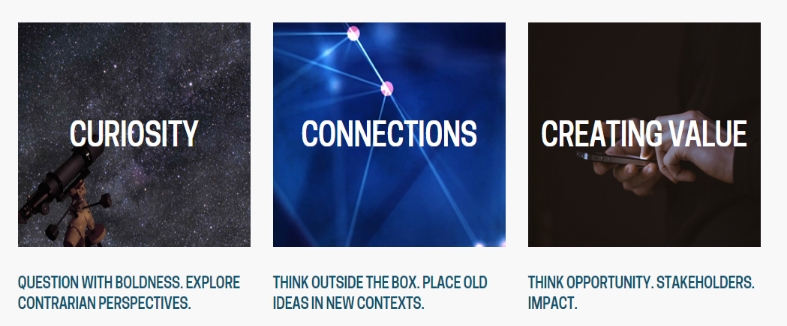 CURIOSITY
CONNECTIONS
CREATING VALUE
QUESTION WITH BOLDNESS. EXPLORE
CONTRARIAN PERSPECTIVES.
THINK OUTSIDE THE BOX. PLACE OLD
IDEAS IN NEW CONTEXTS.
THINK OPPORTUNITY. STAKEHOLDERS.
IMPACT.